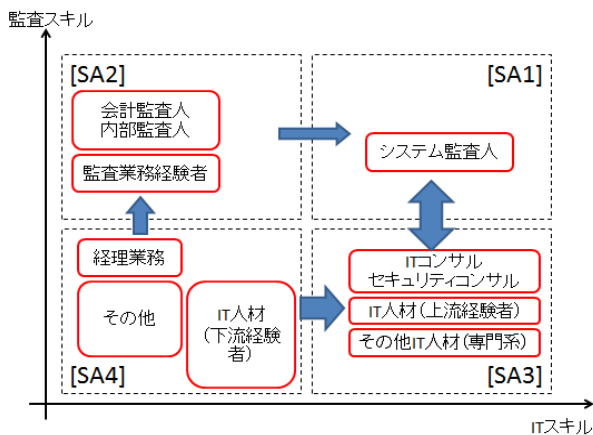 監査スキル
[SA2]
[SA1]
会計監査人
内部監査人
システム監査人
監査業務経験者
経理業務
ITコンサル
セキュリティコンサル
その他
IT人材
(下流経験
者)
IT人材(上流経験者)
その他IT人材(専門系)
[SA4]
[SA3]
ITスキル